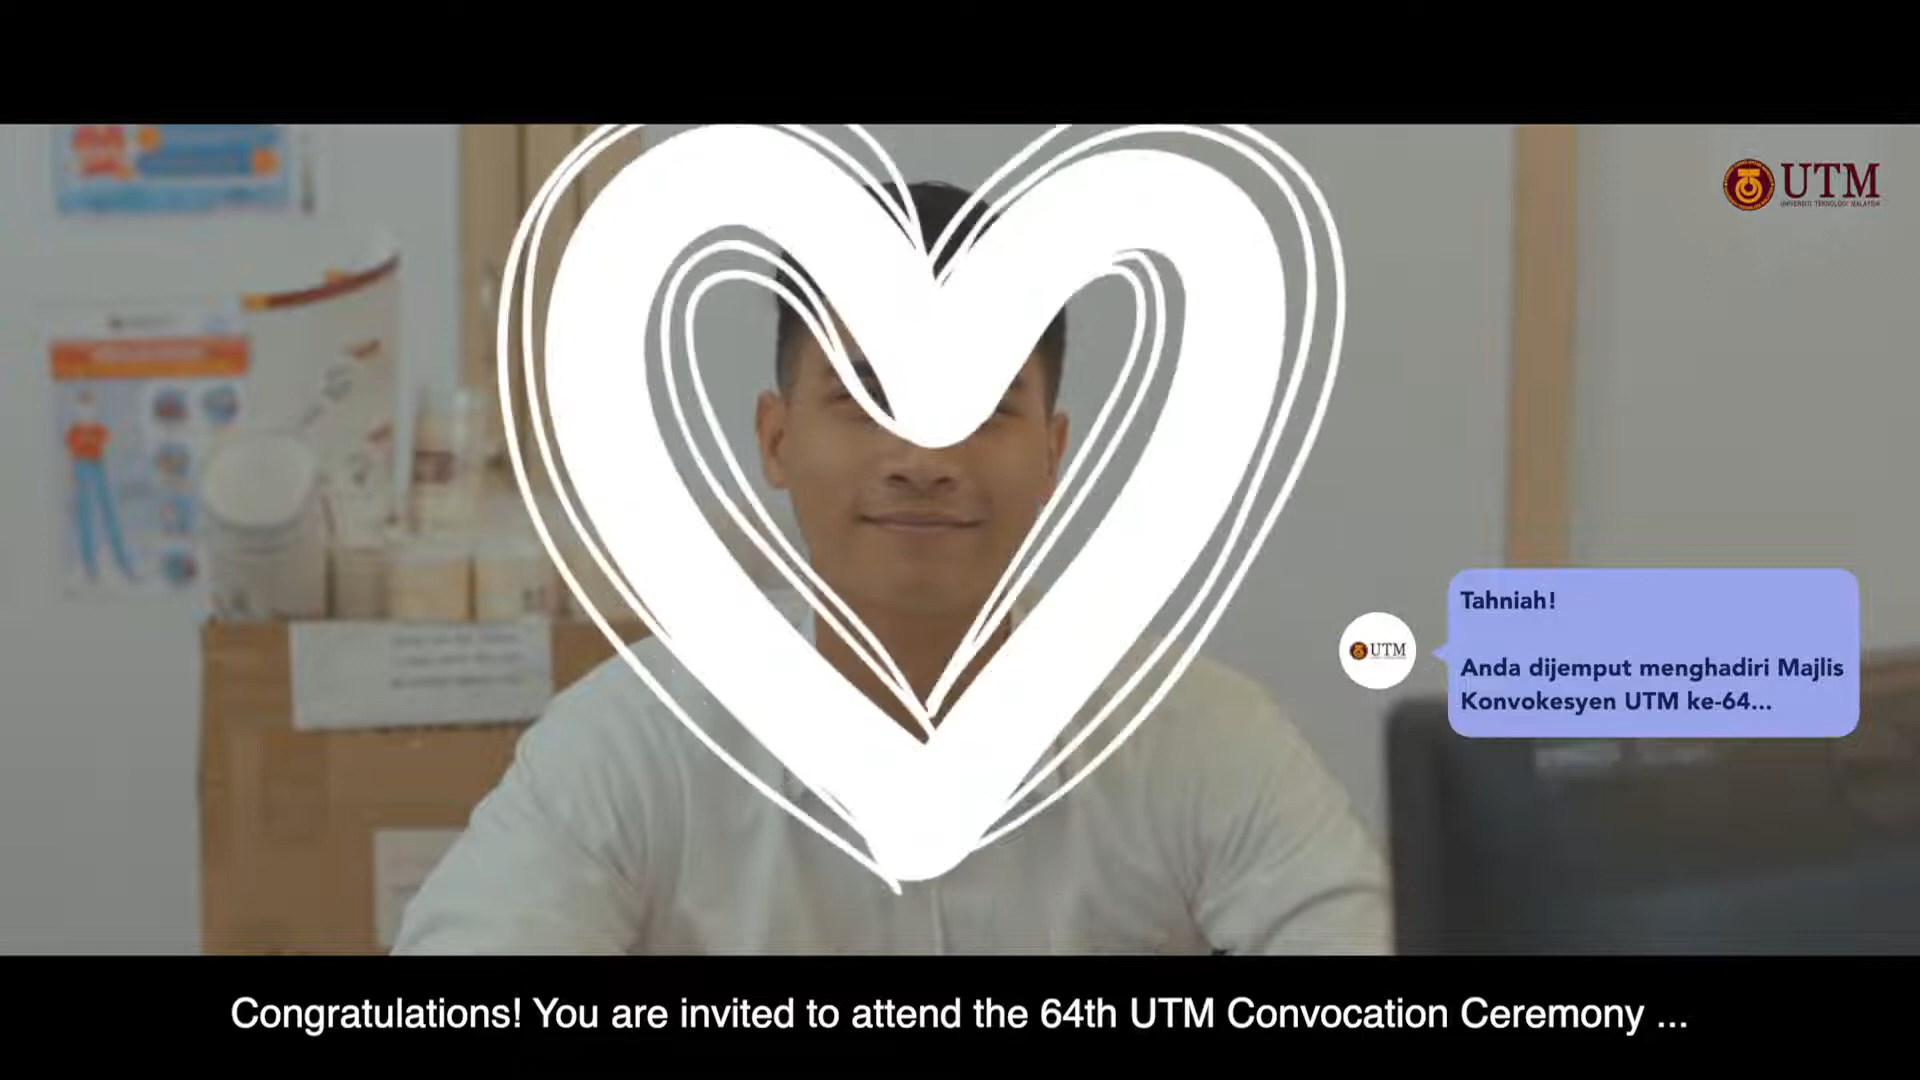 UTM
UNIVERSITI TEKNOLOGI MALAYSIA
UTM
Tahniah!
Anda dijemput menghadiri Majlis
Konvokesyen UTM ke-64...
Congratulations! You are invited to attend the 64th UTM Convocation Ceremony ...